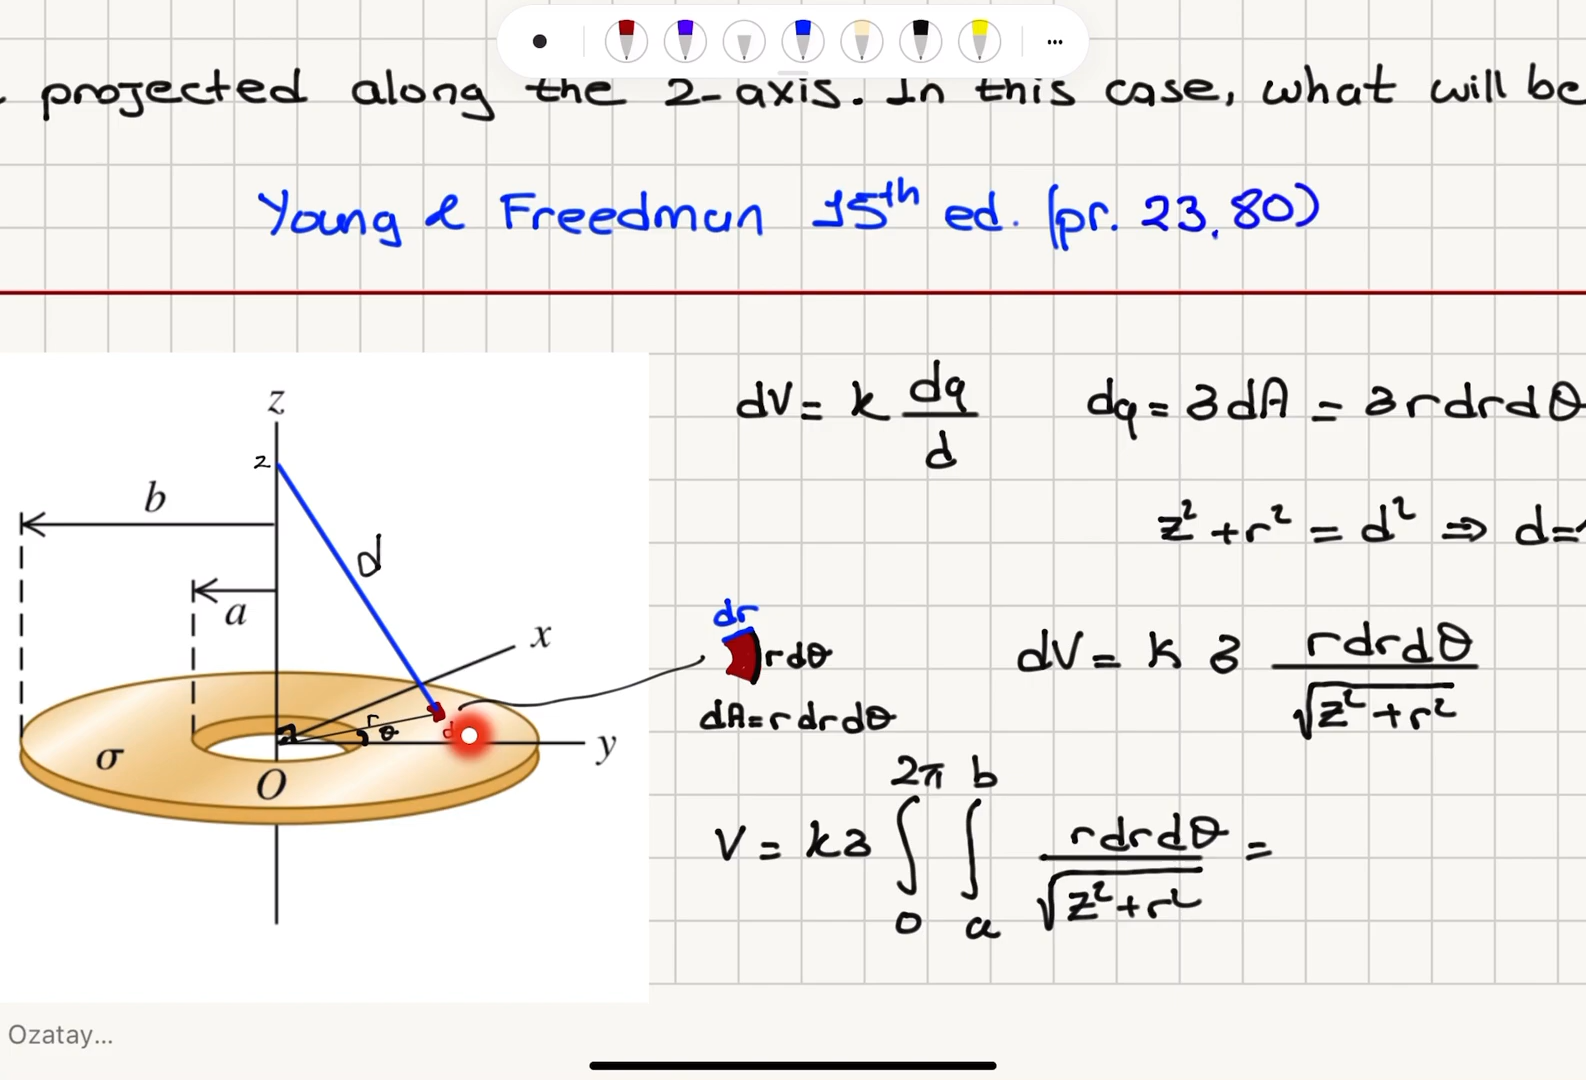 projected along the 2-axis. In this case, what will be
Young & Freedman 15th ed. (pr. 23.80)
z
2
b
d
a
x
r
θ
y
σ
O
dV = k dq/d
dq = σdA = σrdrdθ
z² + r² = d² ⇒ d=
dr
rdθ
dA = rdrdθ
dV = k σ rdrdθ/√z²+r²
V = kσ ∫₀^2π ∫ₐ^b rdrdθ/√z²+r² =
Ozatay...